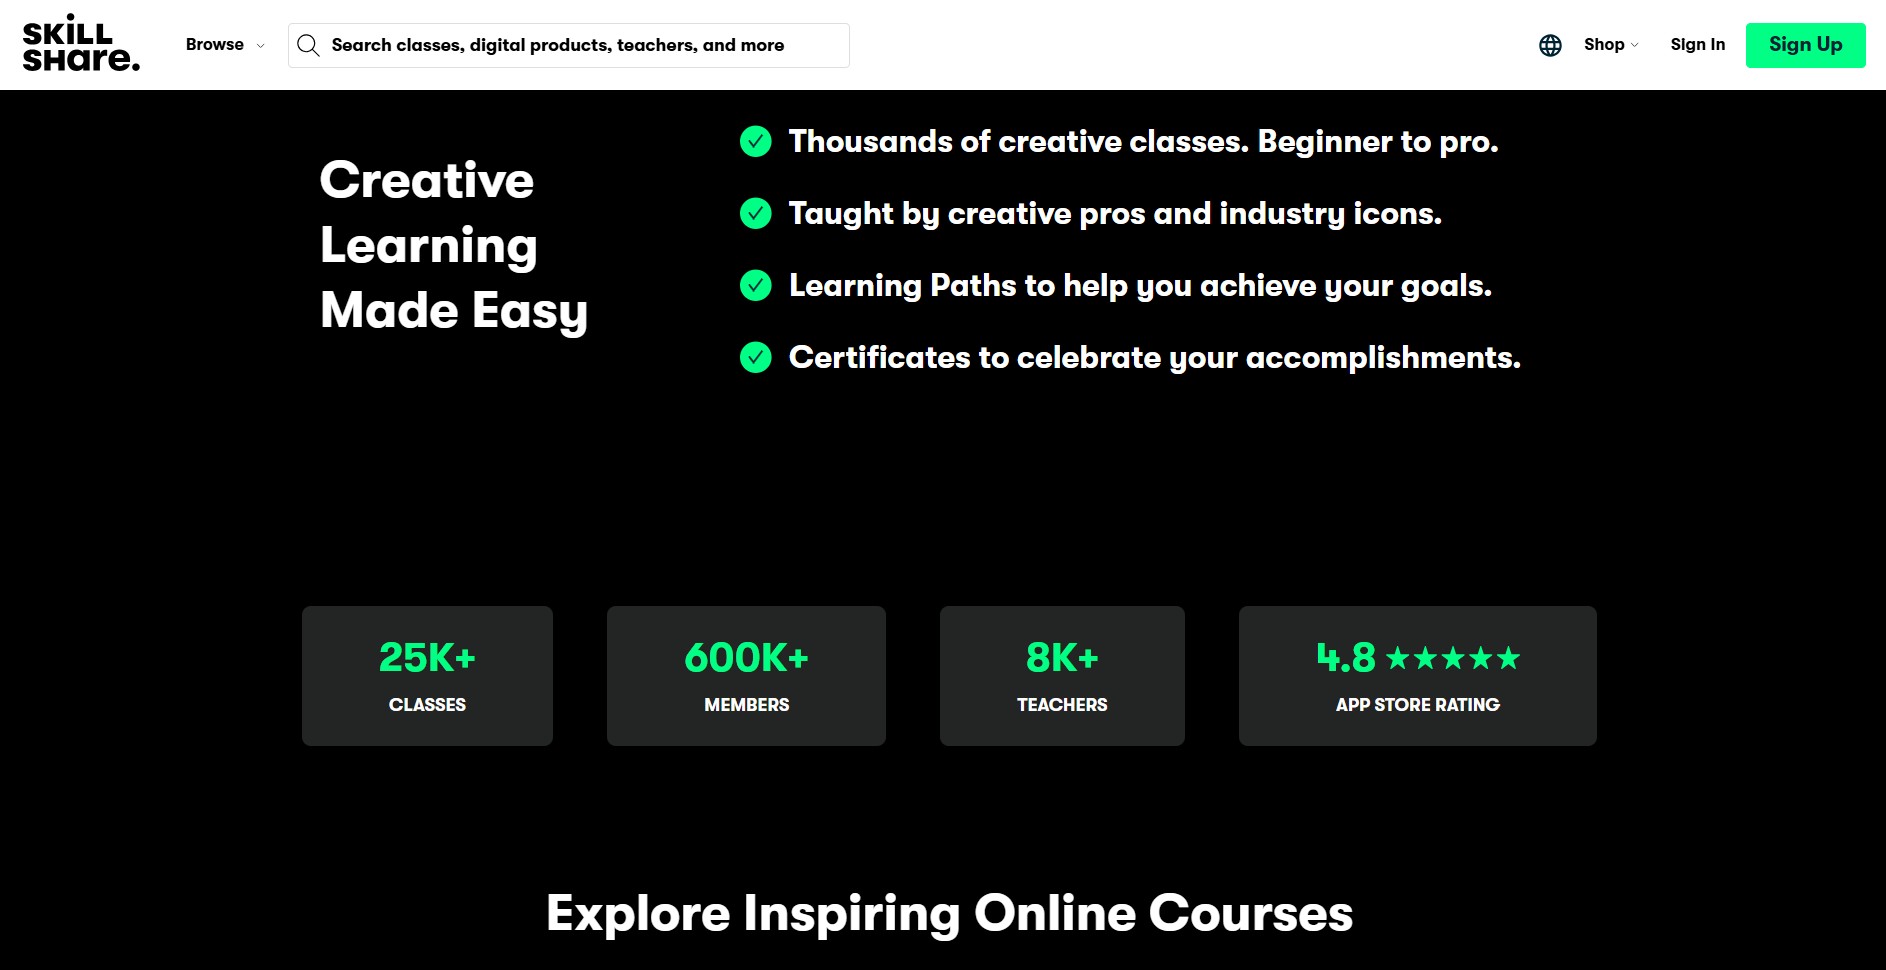 SKILL
SHare.
Browse
Search classes, digital products, teachers, and more
Shop
Sign In
Sign Up
Creative
Learning
Made Easy
Thousands of creative classes. Beginner to pro.
Taught by creative pros and industry icons.
Learning Paths to help you achieve your goals.
Certificates to celebrate your accomplishments.
25K+
CLASSES
600K+
MEMBERS
8K+
TEACHERS
4.8 ★★★★★
APP STORE RATING
Explore Inspiring Online Courses